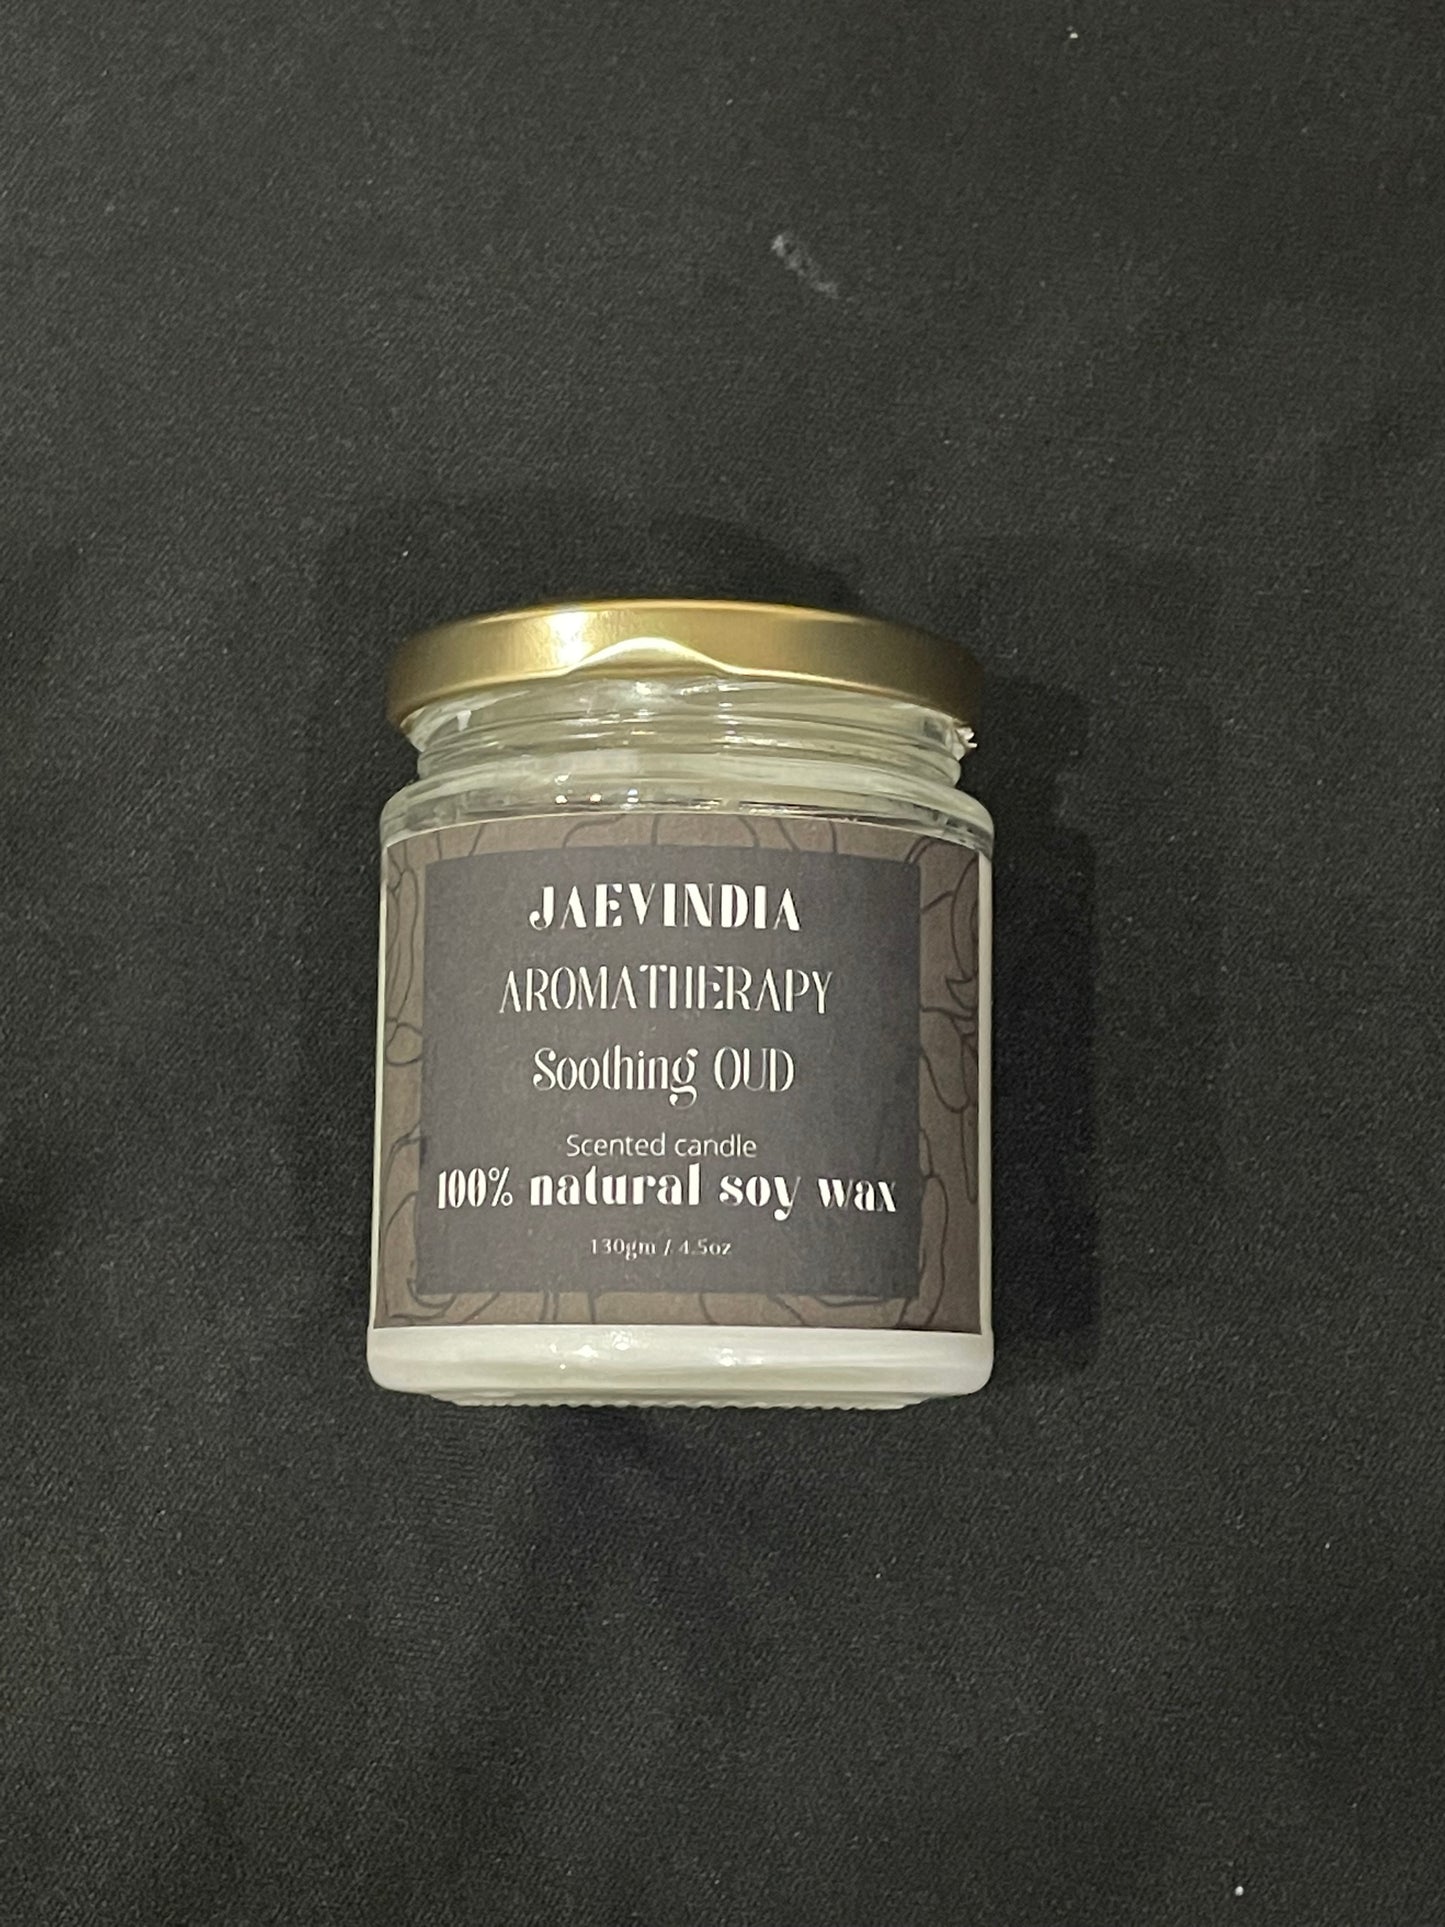 JAEVINDIA
AROMATHERAPY
Soothing OUD
Scented candle
100% natural soy wax
130gm / 4.5oz